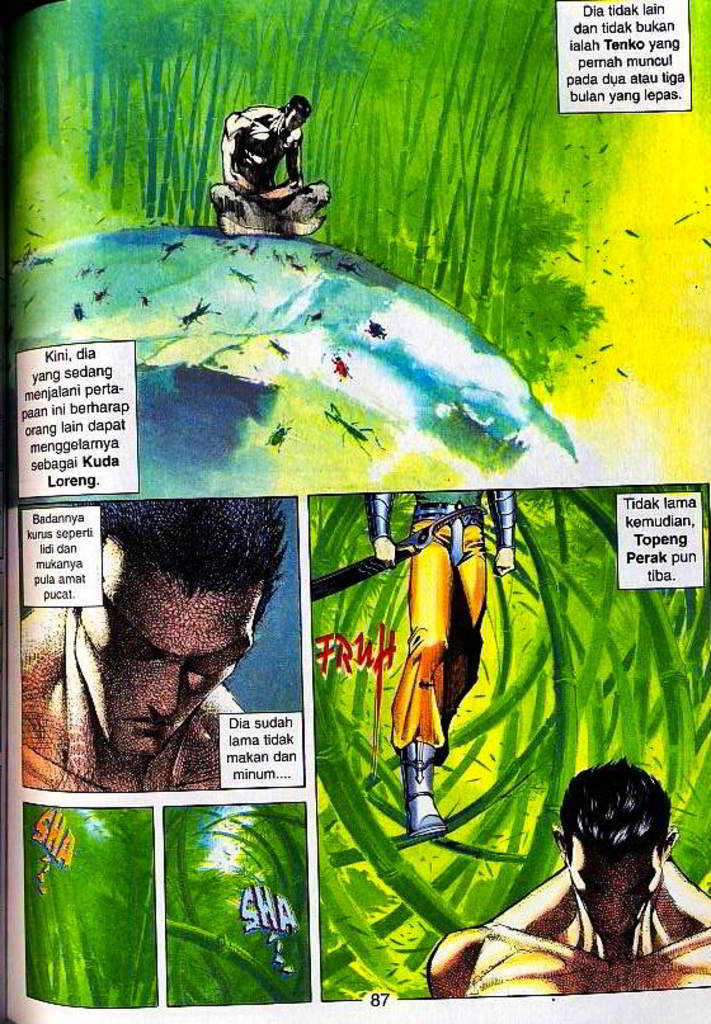 Dia tidak lain
dan tidak bukan
ialah Tenko yang
pernah muncul
pada dua atau tiga
bulan yang lepas.
Kini, dia
yang sedang
menjalani perta-
paan ini berharap
orang lain dapat
menggelarnya
sebagai Kuda
Loreng.
Badannya
kurus seperti
lidi dan
mukanya
pula amat
pucat.
Dia sudah
lama tidak
makan dan
minum....
Tidak lama
kemudian,
Topeng
Perak pun
tiba.
FRUH
SHA
SHA
87